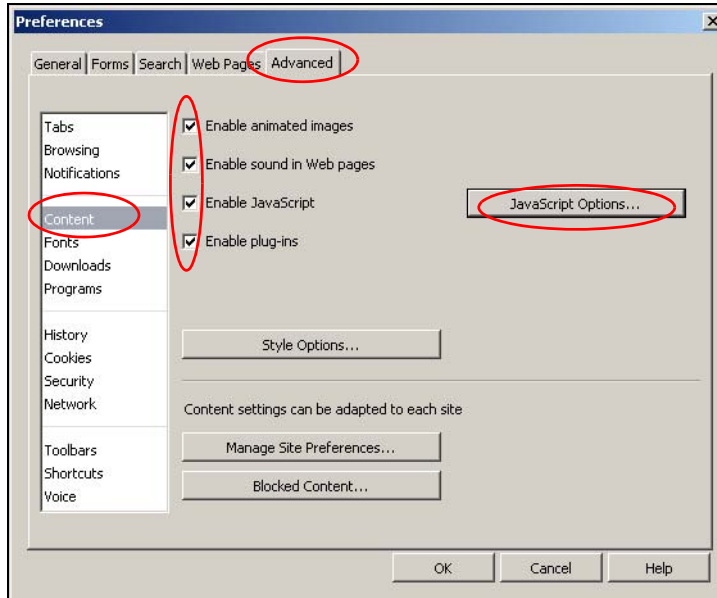 Preferences
General Forms Search Web Pages Advanced
Tabs
Browsing
Notifications
Content
Fonts
Downloads
Programs
History
Cookies
Security
Network
Toolbars
Shortcuts
Voice
Enable animated images
Enable sound in Web pages
Enable JavaScript
JavaScript Options...
Enable plug-ins
Style Options...
Content settings can be adapted to each site
Manage Site Preferences...
Blocked Content...
OK Cancel Help